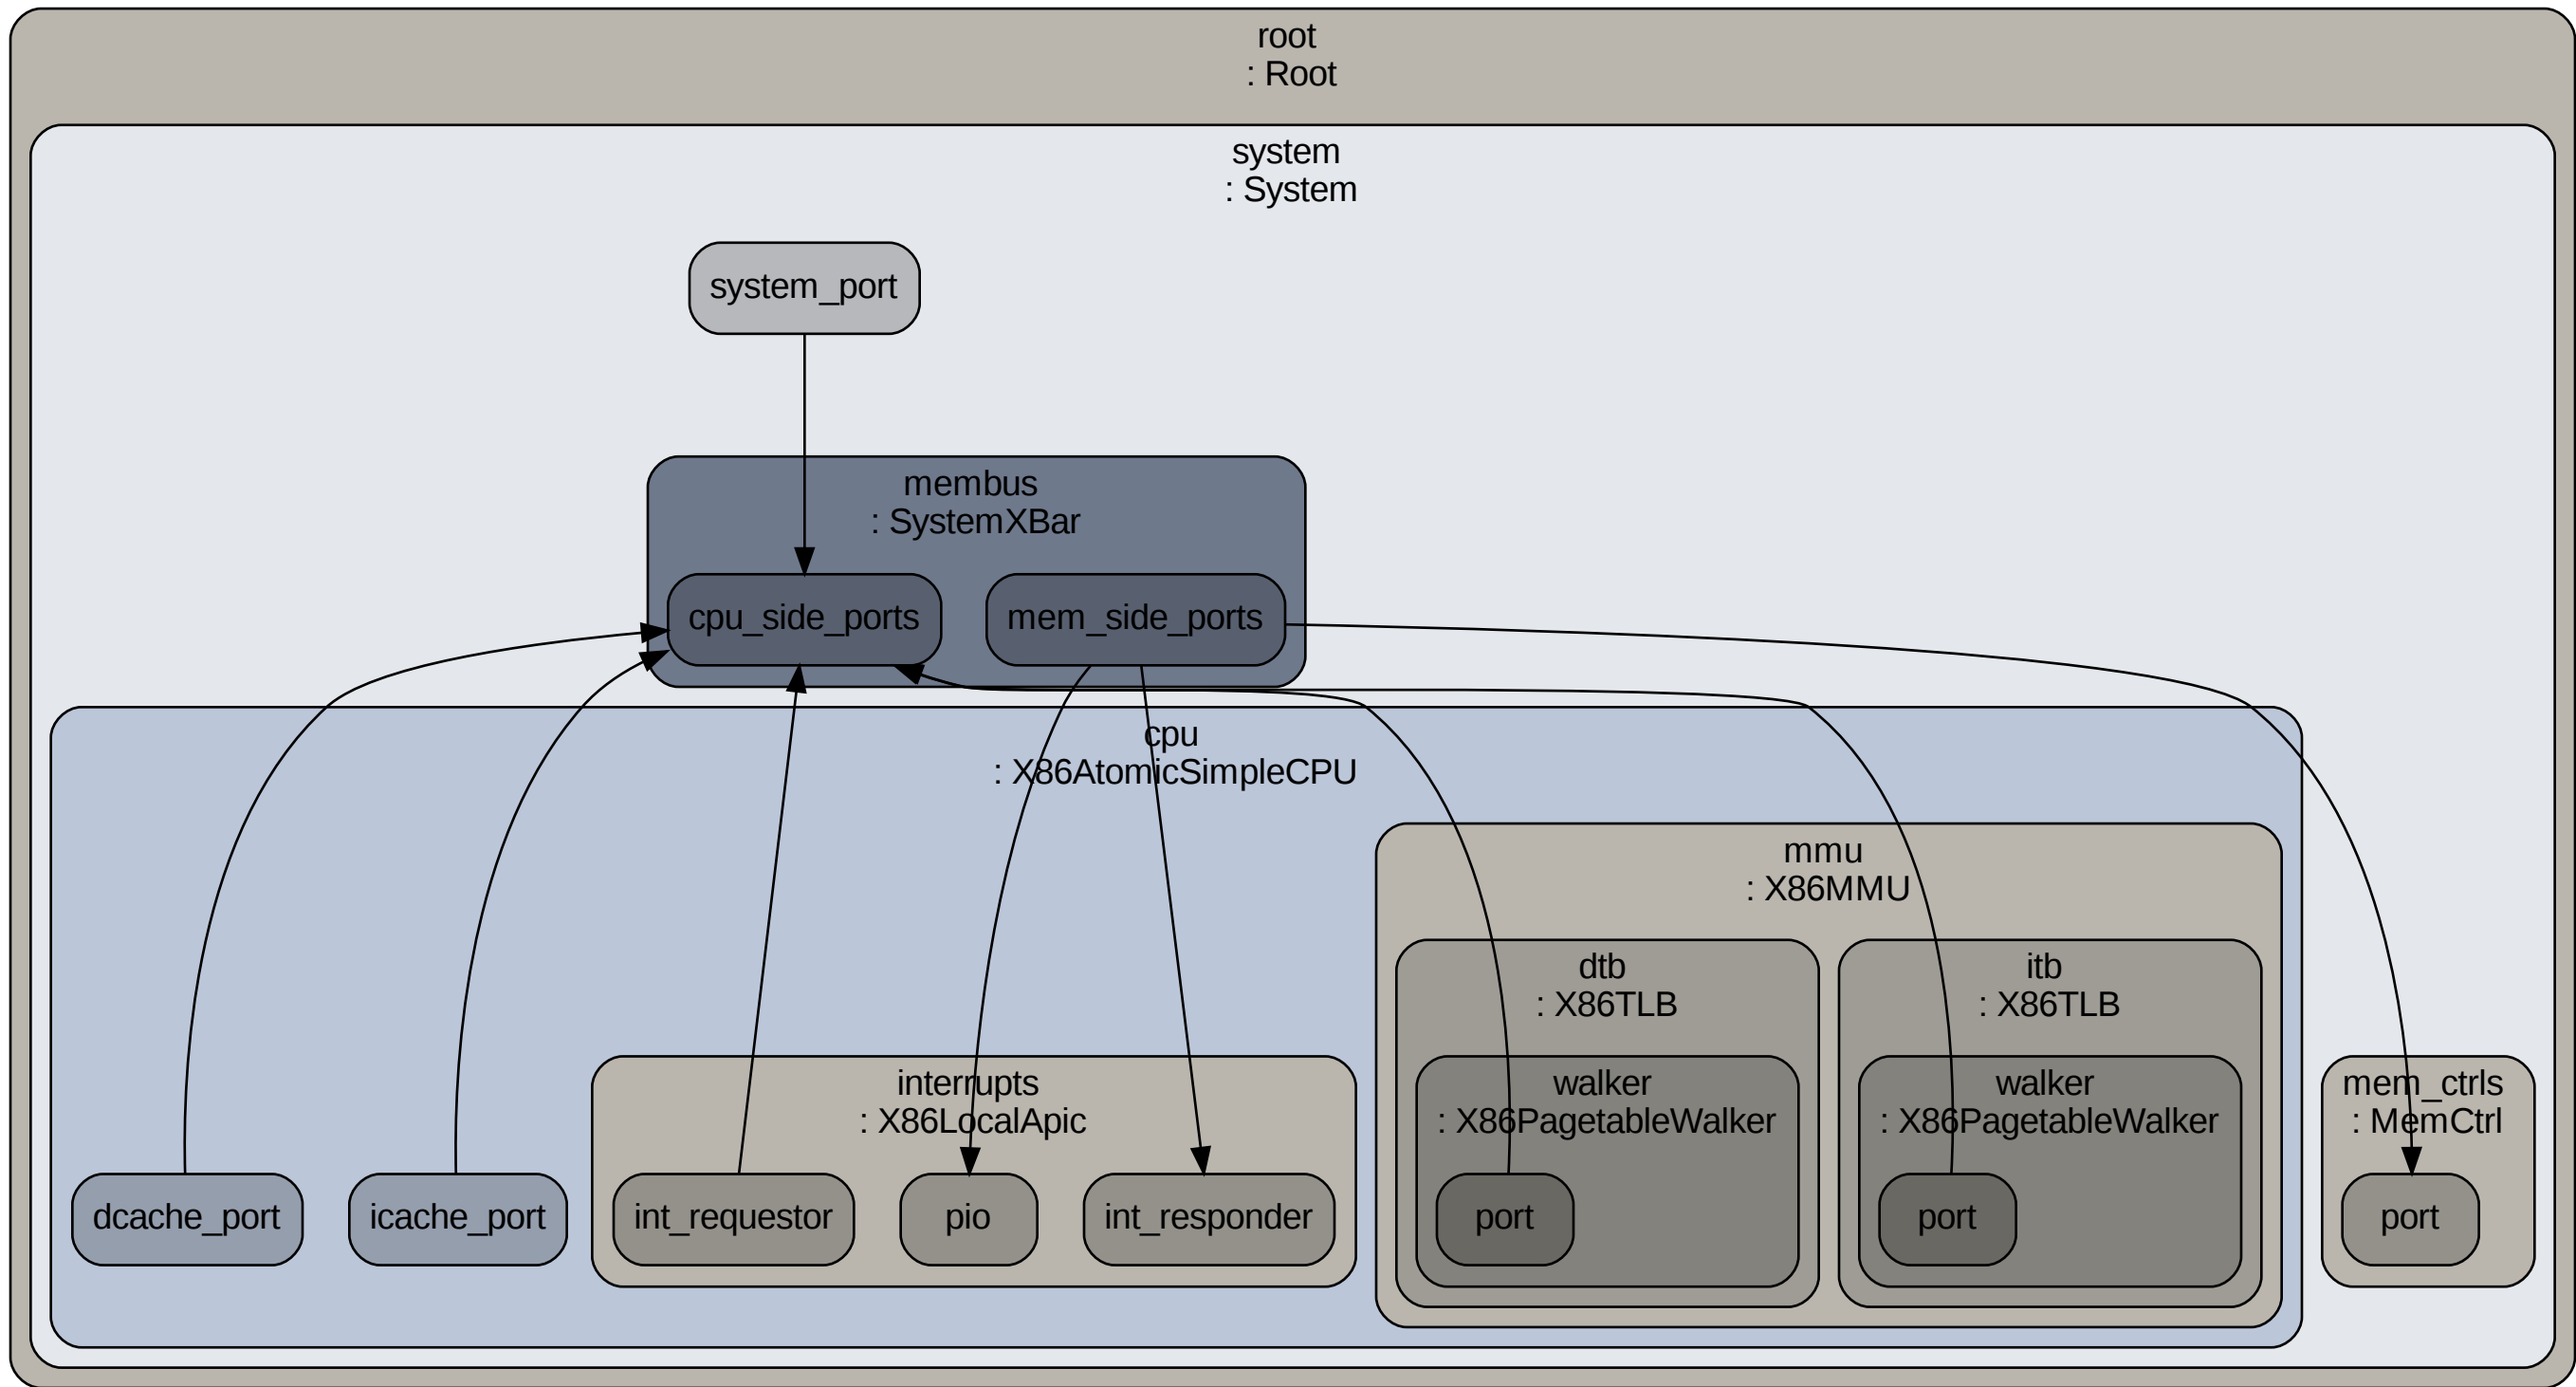 root
: Root
system
: System
system_port
membus
: SystemXBar
cpu_side_ports
mem_side_ports
cpu
: X86AtomicSimpleCPU
mmu
: X86MMU
dtb
: X86TLB
itb
: X86TLB
interrupts
: X86LocalApic
walker
: X86PagetableWalker
walker
: X86PagetableWalker
mem_ctrls
: MemCtrl
dcache_port
icache_port
int_requestor
pio
int_responder
port
port
port